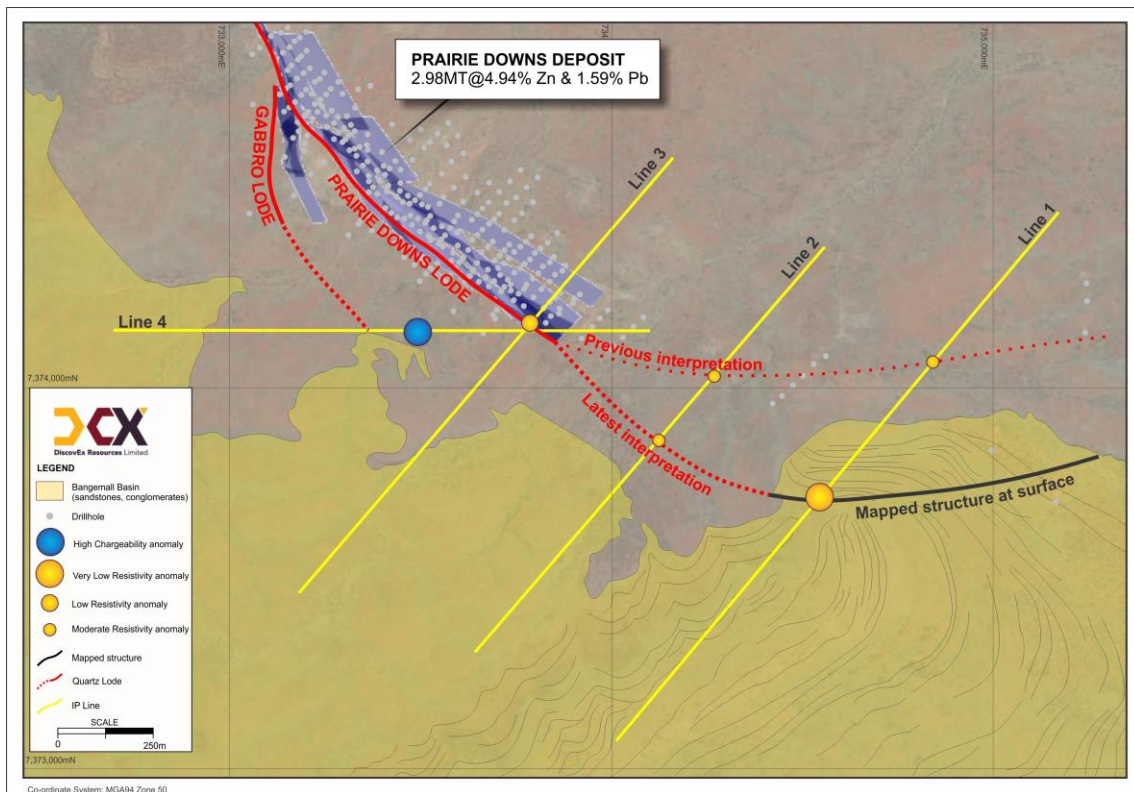 733,000mE
734
735,000mE
PRAIRIE DOWNS DEPOSIT
2.98MT@4.94% Zn & 1.59% Pb
GABBRO LODE
PRAIRIE DOWNS LODE
Line 3
Line 2
Line 1
Line 4
Previous interpretation
7,374,000mN
Latest interpretation
Mapped structure at surface
DCX
DiscovEx Resources Limited
LEGEND
Bangemall Basin
(sandstones, conglomerates)
Drillhole
High Chargeability anomaly
Very Low Resistivity anomaly
Low Resistivity anomaly
Moderate Resistivity anomaly
Mapped structure
Quartz Lode
IP Line
SCALE
0 250m
7,373,000mN
Co-ordinate System: MGA94 Zone 50